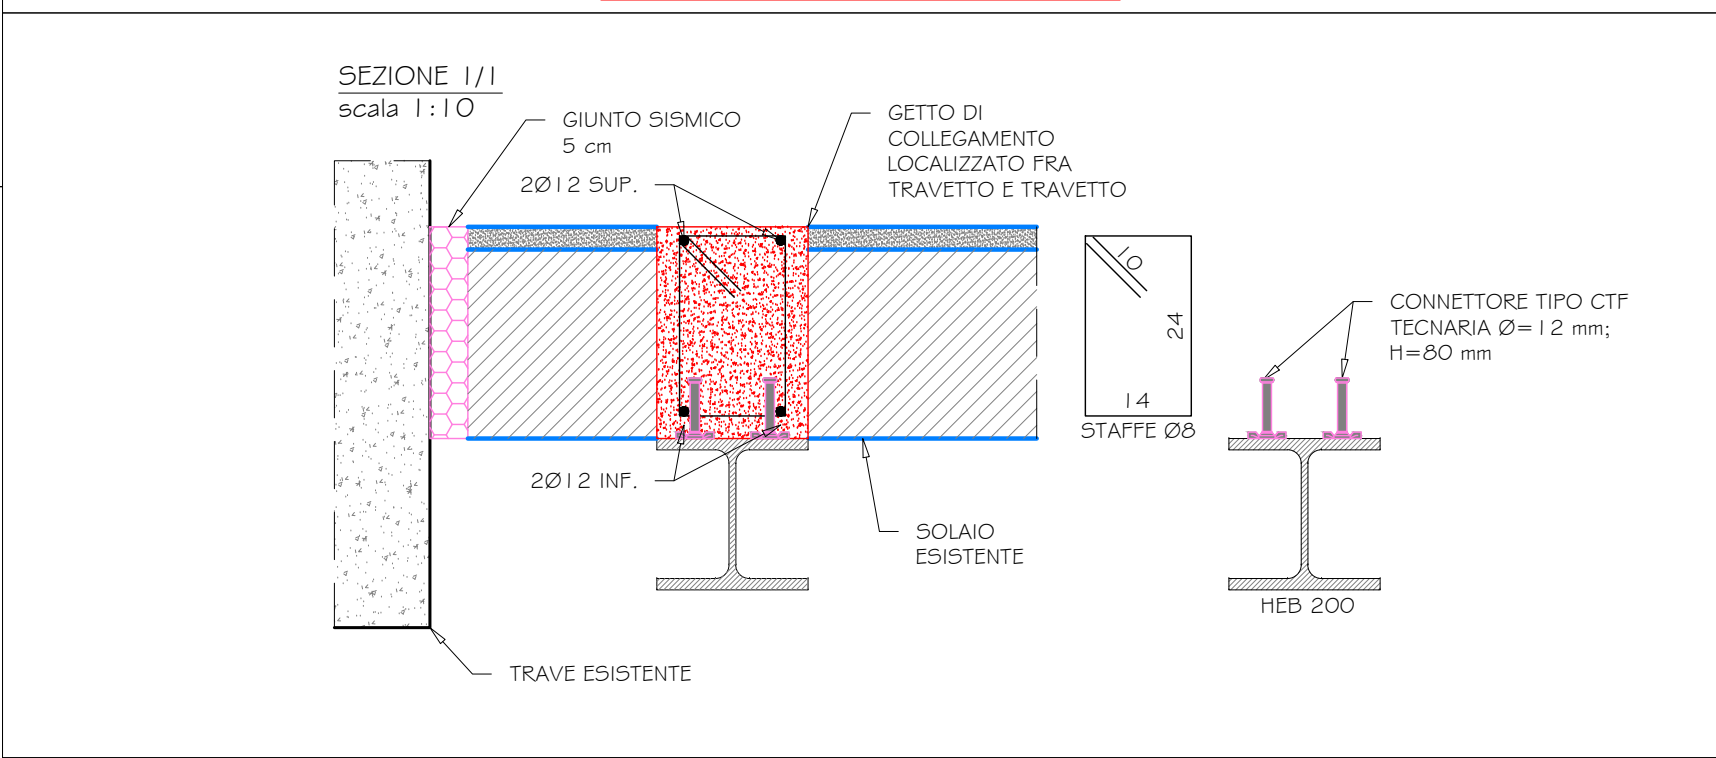 SEZIONE 1/1
scala 1:10
GIUNTO SISMICO
5 cm
2Ø12 SUP.
GETTO DI
COLLEGAMENTO
LOCALIZZATO FRA
TRAVETTO E TRAVETTO
10
24
14
STAFFE Ø8
CONNETTORE TIPO CTF
TECNARIA Ø=12 mm;
H=80 mm
2Ø12 INF.
SOLAIO
ESISTENTE
HEB 200
TRAVE ESISTENTE